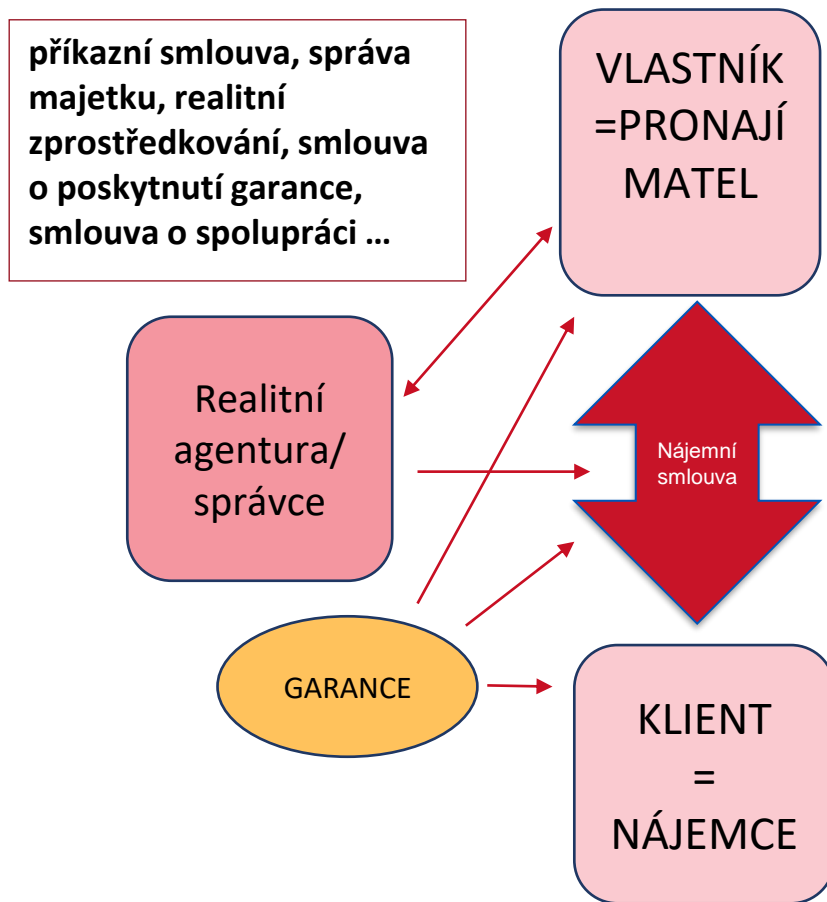 příkazní smlouva, správa
majetku, realitní
zprostředkování, smlouva
o poskytnutí garance,
smlouva o spolupráci ...
VLASTNÍK
=PRONAJÍ
MATEL
Realitní
agentura/
správce
Nájemní
smlouva
GARANCE
KLIENT
=
NÁJEMCE